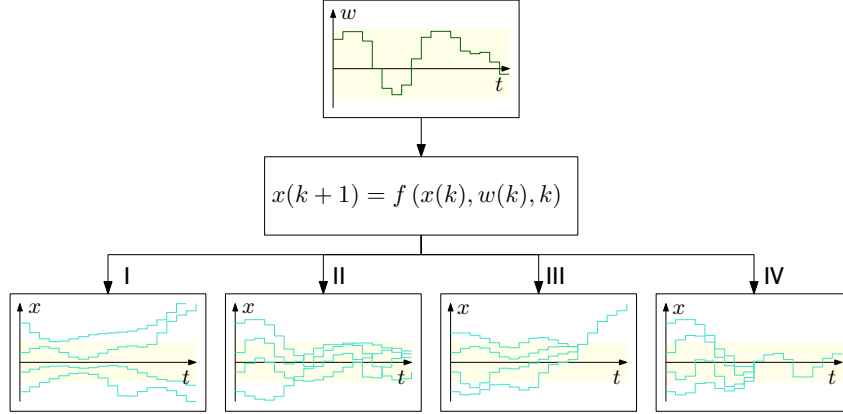 w
t
x(k + 1) = f (x(k), w(k), k)
I
II
III
IV
x
t
x
t
x
t
x
t